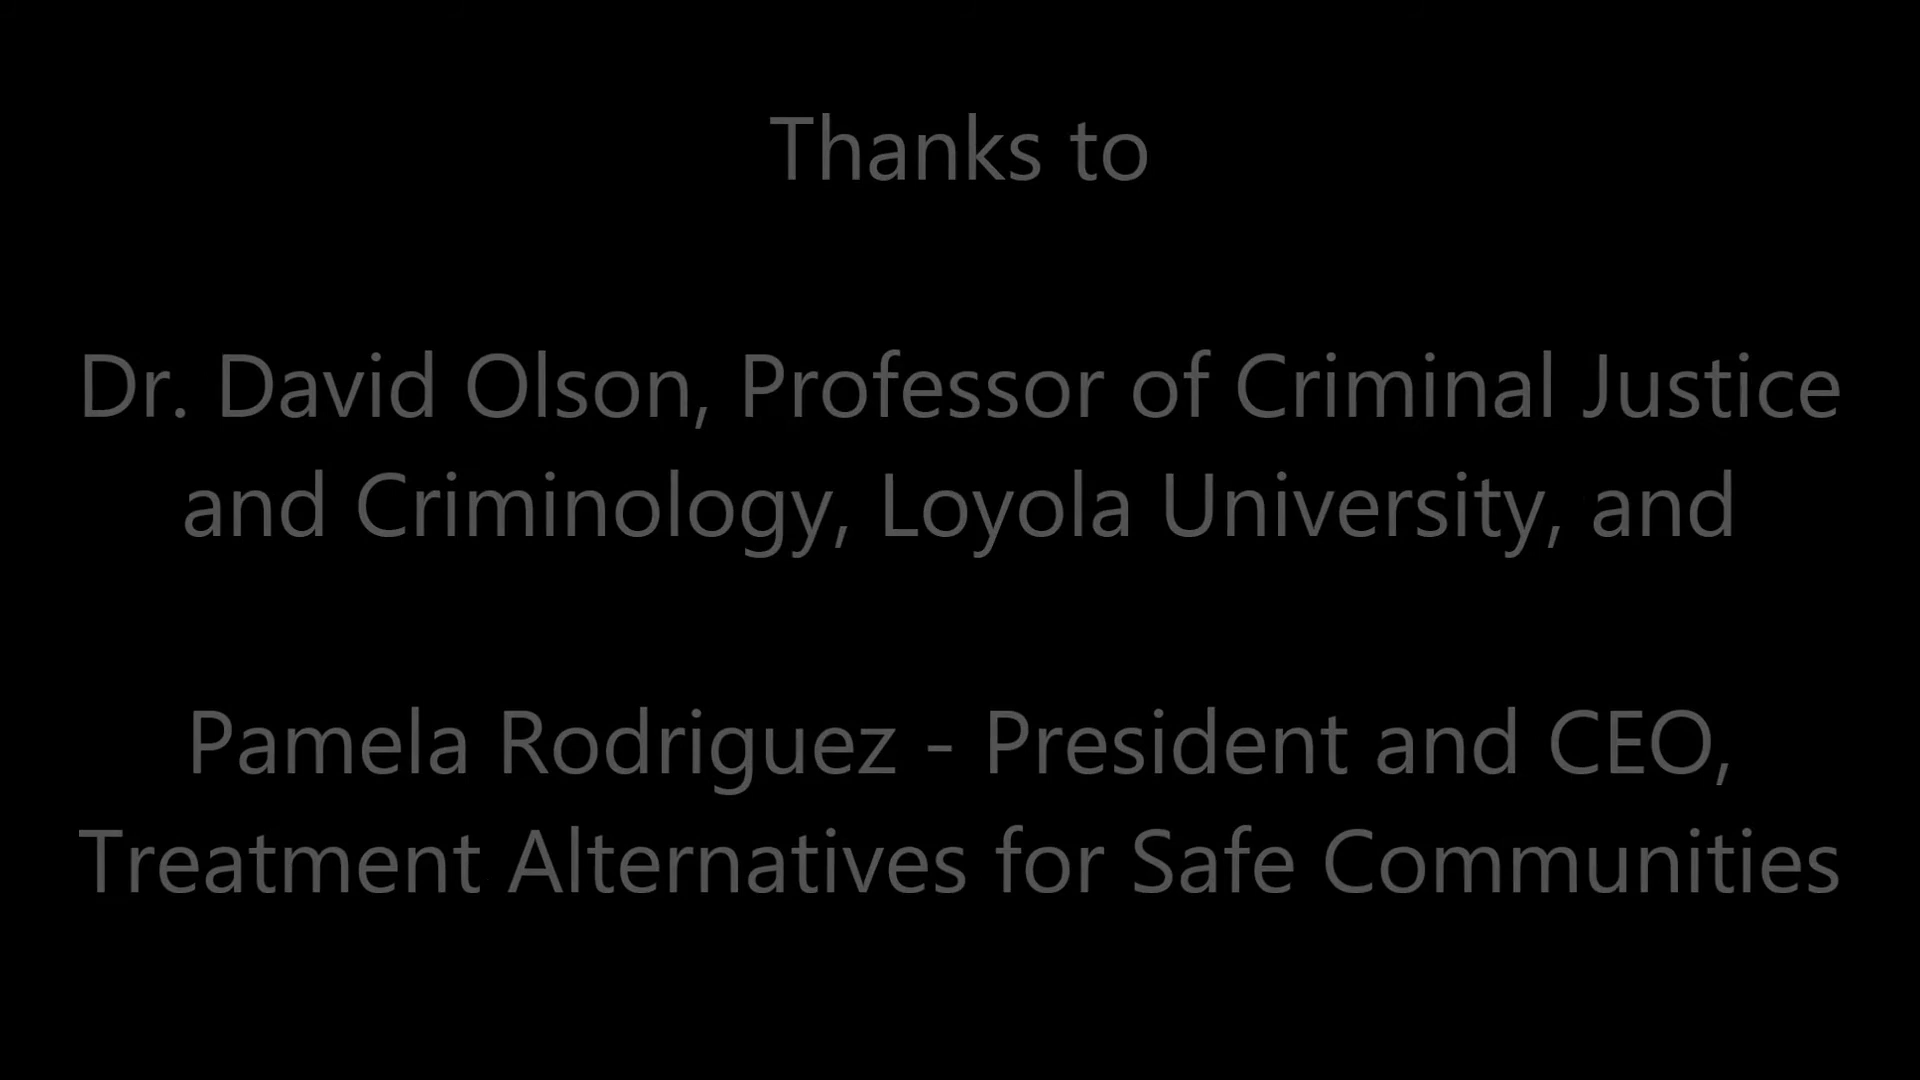 Thanks to
Dr. David Olson, Professor of Criminal Justice
and Criminology, Loyola University, and
Pamela Rodriguez - President and CEO,
Treatment Alternatives for Safe Communities